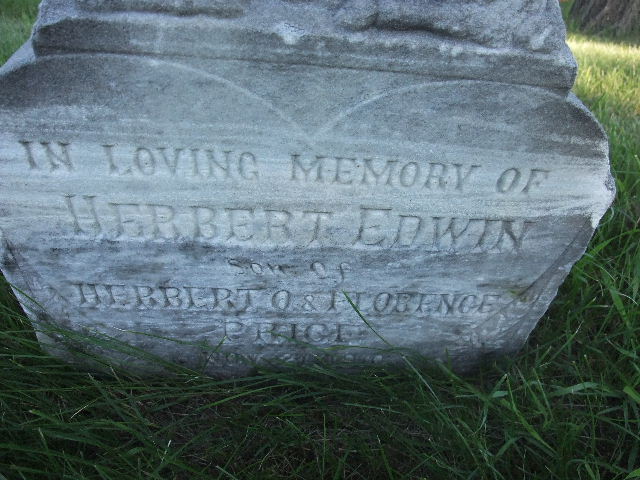 IN LOVING MEMORY OF
HERBERT EDWIN
SON OF
HERBERT O. & FLORENCE
PRICE